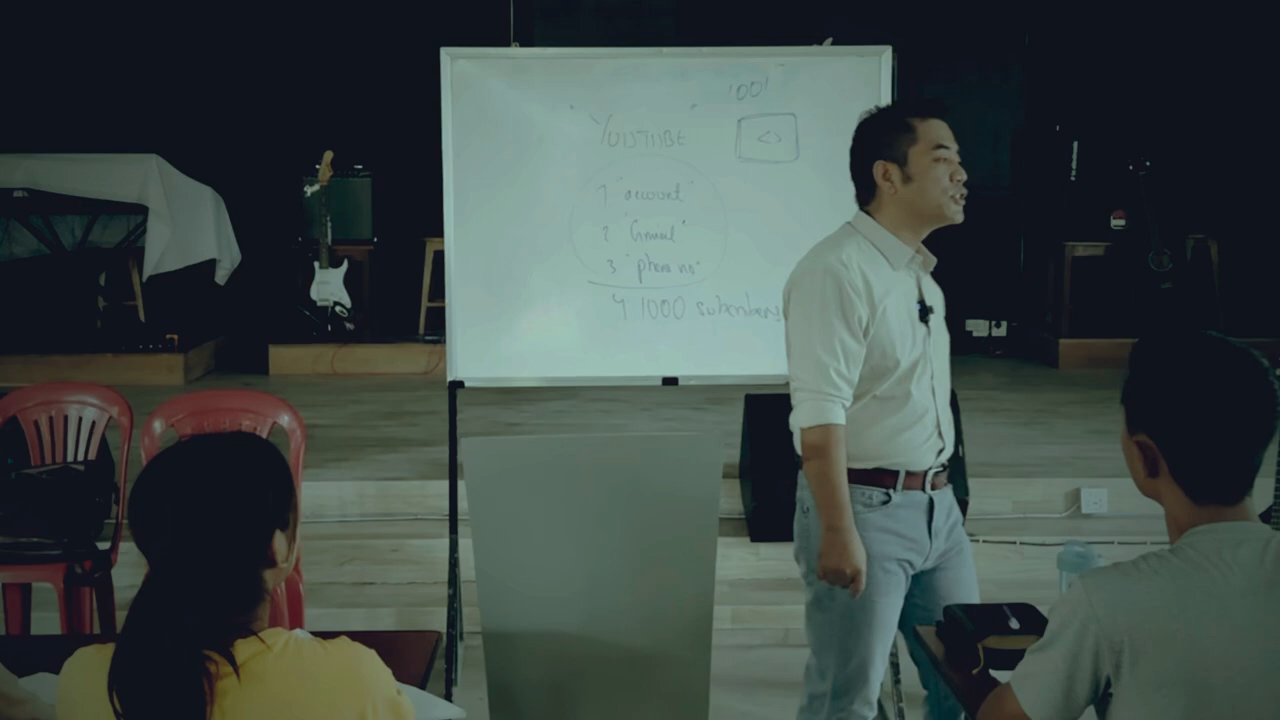 100!
"YOUTUBE"
<>
1 "account"
2 "Gmail"
3 "phone no"
4 1000 subscribers